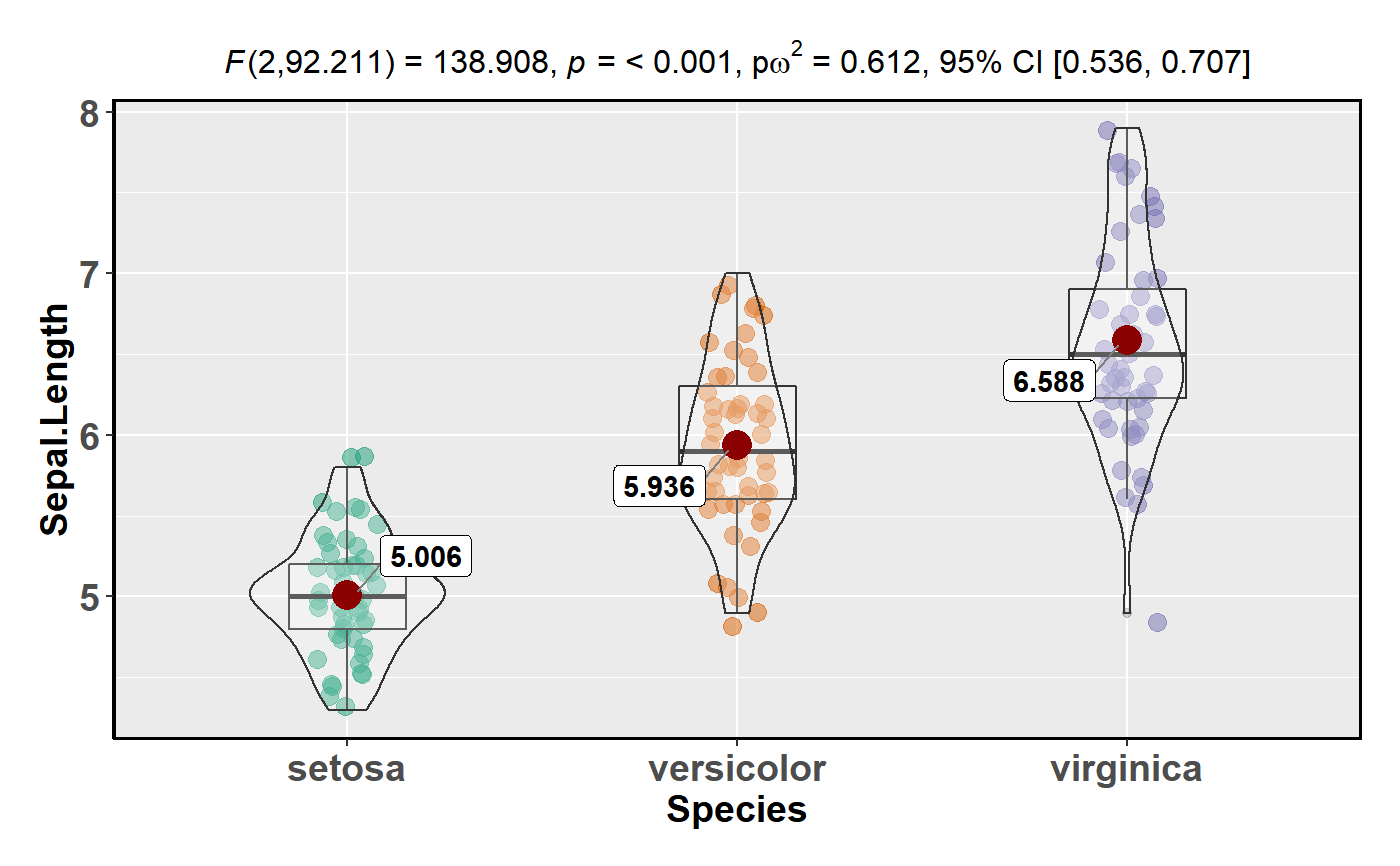 F(2,92.211) = 138.908, p = < 0.001, pω² = 0.612, 95% CI [0.536, 0.707]
8
7
6
5
Sepal.Length
5.006
5.936
6.588
setosa
versicolor
virginica
Species